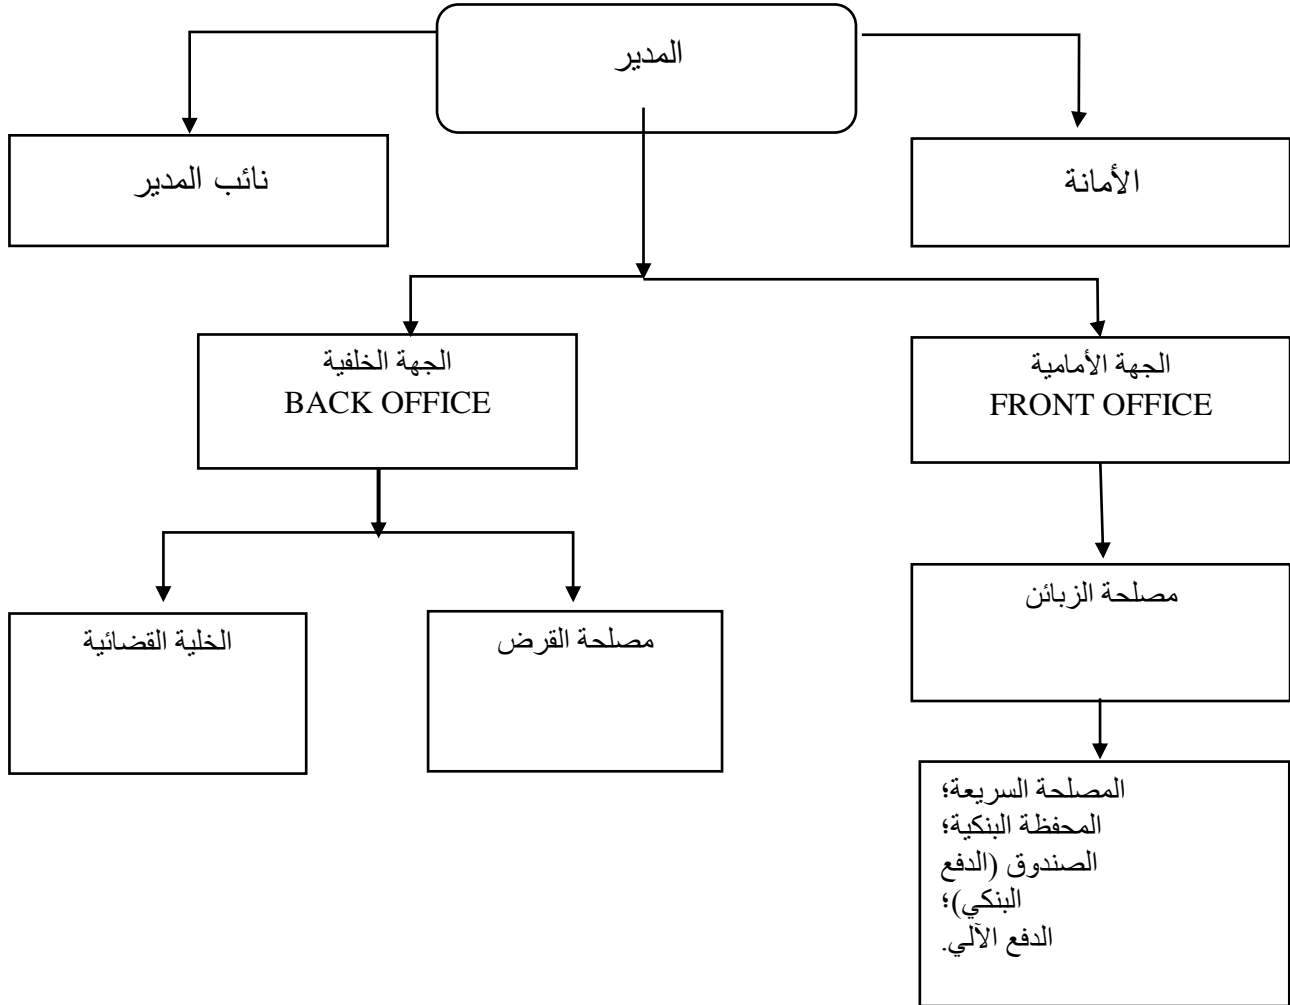 المدير
الأمانة
نائب المدير
الجهة الأمامية
FRONT OFFICE
الجهة الخلفية
BACK OFFICE
مصلحة الزبائن
مصلحة القرض
الخلية القضائية
المصلحة السريعة؛
المحفظة البنكية؛
الصندوق (الدفع
البنكي)؛
الدفع الآلي.